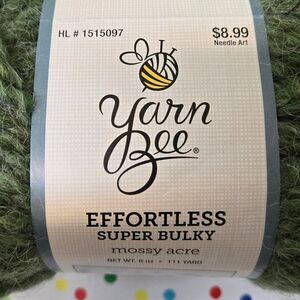 HL # 1515097
$8.99
Needle Art
Yarn
Bee®
EFFORTLESS
SUPER BULKY
mossy acre
NET WT. 6 oz • 111 YARD